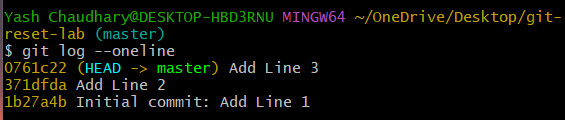 Yash Chaudhary@DESKTOP-HBD3RNU MINGW64 ~/OneDrive/Desktop/git-
reset-lab (master)
$ git log --oneline
0761c22 (HEAD -> master) Add Line 3
371dfda Add Line 2
1b27a4b Initial commit: Add Line 1